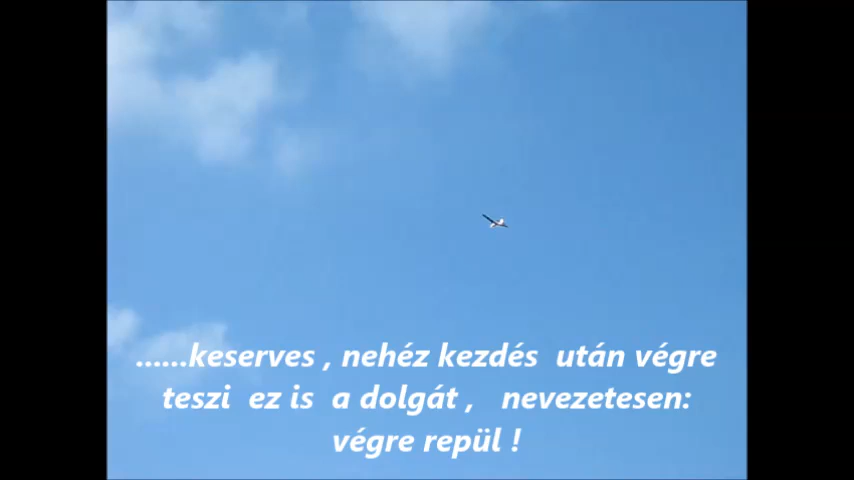 ......keserves , nehéz kezdés  után végre
teszi  ez is  a dolgát ,   nevezetesen:
végre repül !